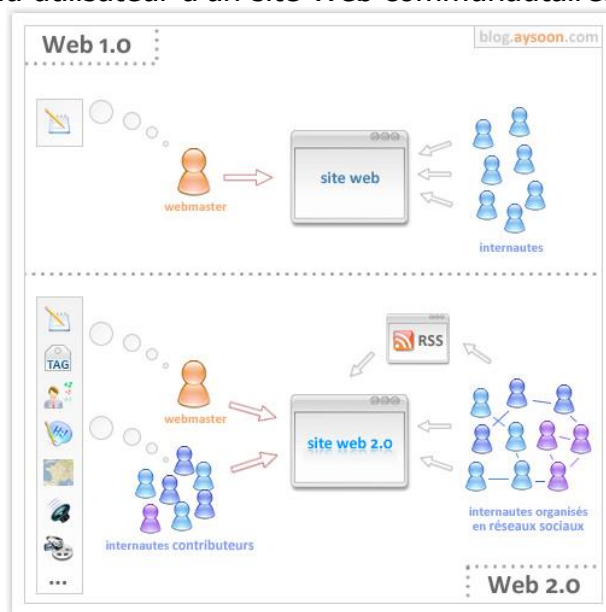 Web 1.0
blog.aysoon.com
webmaster
site web
internautes
TAG
RSS
Hi!
webmaster
site web 2.0
internautes contributeurs
internautes organisés
en réseaux sociaux
...
Web 2.0